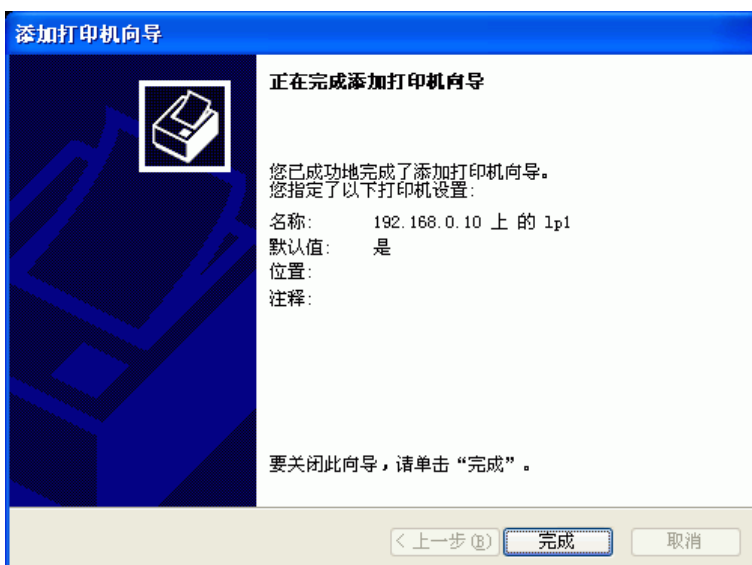 添加打印机向导
正在完成添加打印机向导
您已成功地完成了添加打印机向导。
您指定了以下打印机设置:
名称: 192.168.0.10 上 的 lp1
默认值: 是
位置:
注释:
要关闭此向导，请单击“完成”。
< 上一步(B) 完成 取消